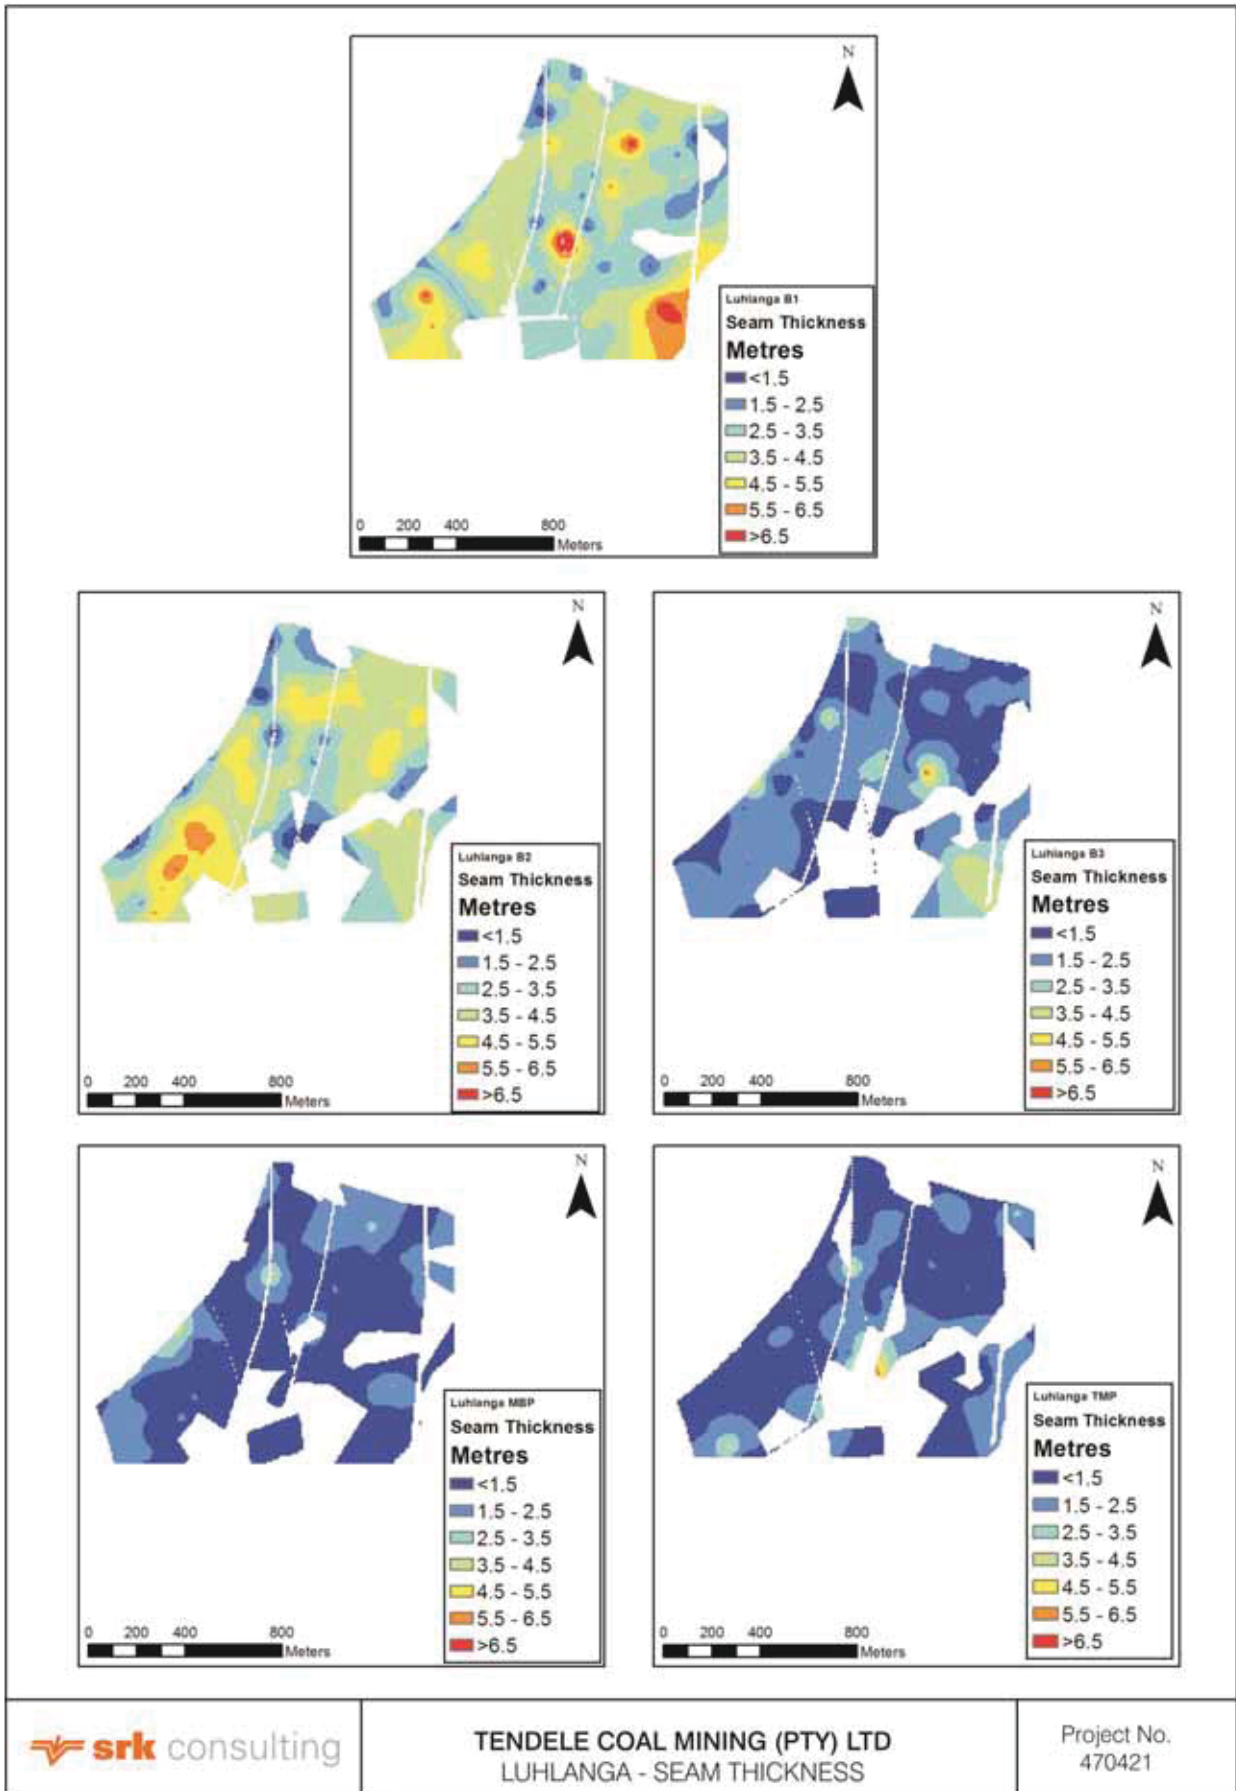 N
Luhlanga B1
Seam Thickness
Metres
<1.5
1.5 - 2.5
2.5 - 3.5
3.5 - 4.5
4.5 - 5.5
5.5 - 6.5
>6.5
0 200 400 800
Meters
N
Luhlanga B2
Seam Thickness
Metres
<1.5
1.5 - 2.5
2.5 - 3.5
3.5 - 4.5
4.5 - 5.5
5.5 - 6.5
>6.5
0 200 400 800
Meters
N
Luhlanga B3
Seam Thickness
Metres
<1.5
1.5 - 2.5
2.5 - 3.5
3.5 - 4.5
4.5 - 5.5
5.5 - 6.5
>6.5
0 200 400 800
Meters
N
Luhlanga MBP
Seam Thickness
Metres
<1.5
1.5 - 2.5
2.5 - 3.5
3.5 - 4.5
4.5 - 5.5
5.5 - 6.5
>6.5
0 200 400 800
Meters
N
Luhlanga TMP
Seam Thickness
Metres
<1.5
1.5 - 2.5
2.5 - 3.5
3.5 - 4.5
4.5 - 5.5
5.5 - 6.5
>6.5
0 200 400 800
Meters
srk consulting
TENDELE COAL MINING (PTY) LTD
LUHLANGA - SEAM THICKNESS
Project No.
470421